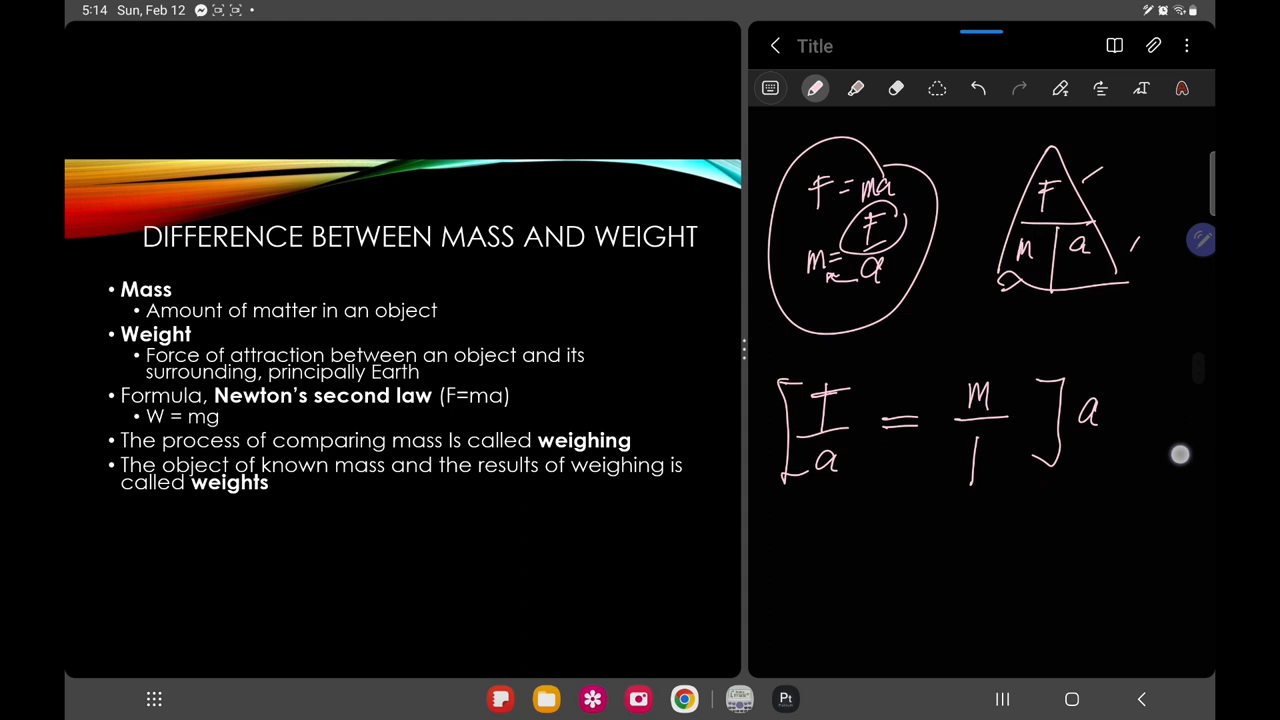 5:14 Sun, Feb 12
Title
DIFFERENCE BETWEEN MASS AND WEIGHT
• Mass
• Amount of matter in an object
• Weight
• Force of attraction between an object and its
surrounding, principally Earth
• Formula, Newton's second law (F=ma)
• W = mg
• The process of comparing mass Is called weighing
• The object of known mass and the results of weighing is
called weights
F = ma
m = F/a
F
m a
[F/a = m/1] a
Pt